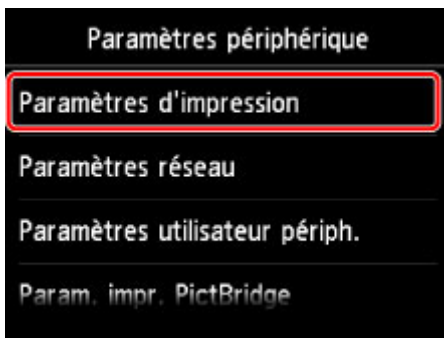 Paramètres périphérique
Paramètres d'impression
Paramètres réseau
Paramètres utilisateur périph.
Param. impr. PictBridge